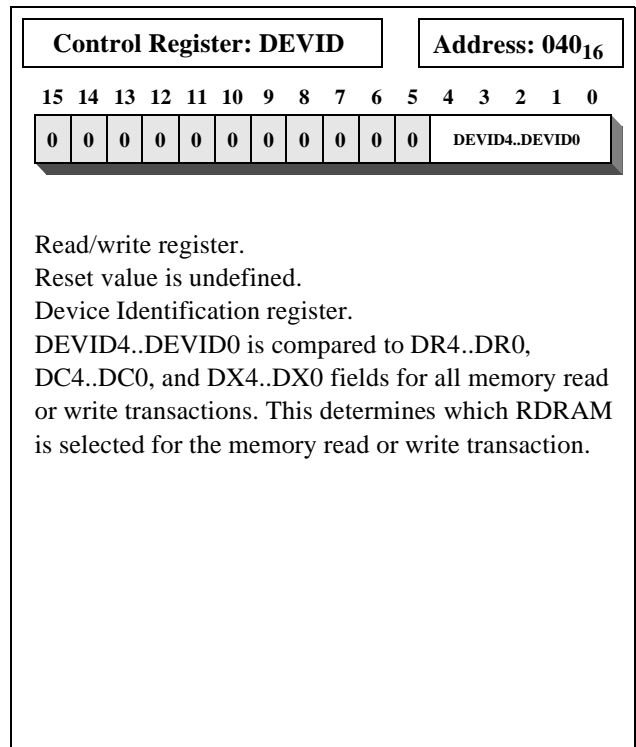 Control Register: DEVID
Address: 040₁₆
15 14 13 12 11 10 9 8 7 6 5 4 3 2 1 0
0 0 0 0 0 0 0 0 0 0 0 DEVID4..DEVID0
Read/write register.
Reset value is undefined.
Device Identification register.
DEVID4..DEVID0 is compared to DR4..DR0,
DC4..DC0, and DX4..DX0 fields for all memory read
or write transactions. This determines which RDRAM
is selected for the memory read or write transaction.